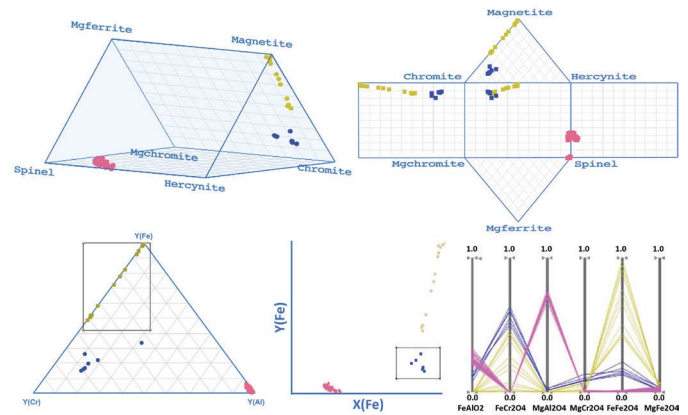 Mgferrite
Magnetite
Spinel
Mgchromite
Hercynite
Chromite
Magnetite
Chromite
Hercynite
Mgchromite
Spinel
Mgferrite
Y(Fe)
Y(Cr)
Y(Al)
Y(Fe)
X(Fe)
1.0 1.0 1.0 1.0 1.0 1.0
0.0 0.0 0.0 0.0 0.0 0.0
FeAlO2 FeCr2O4 MgAl2O4 MgCr2O4 FeFe2O4 MgFe2O4